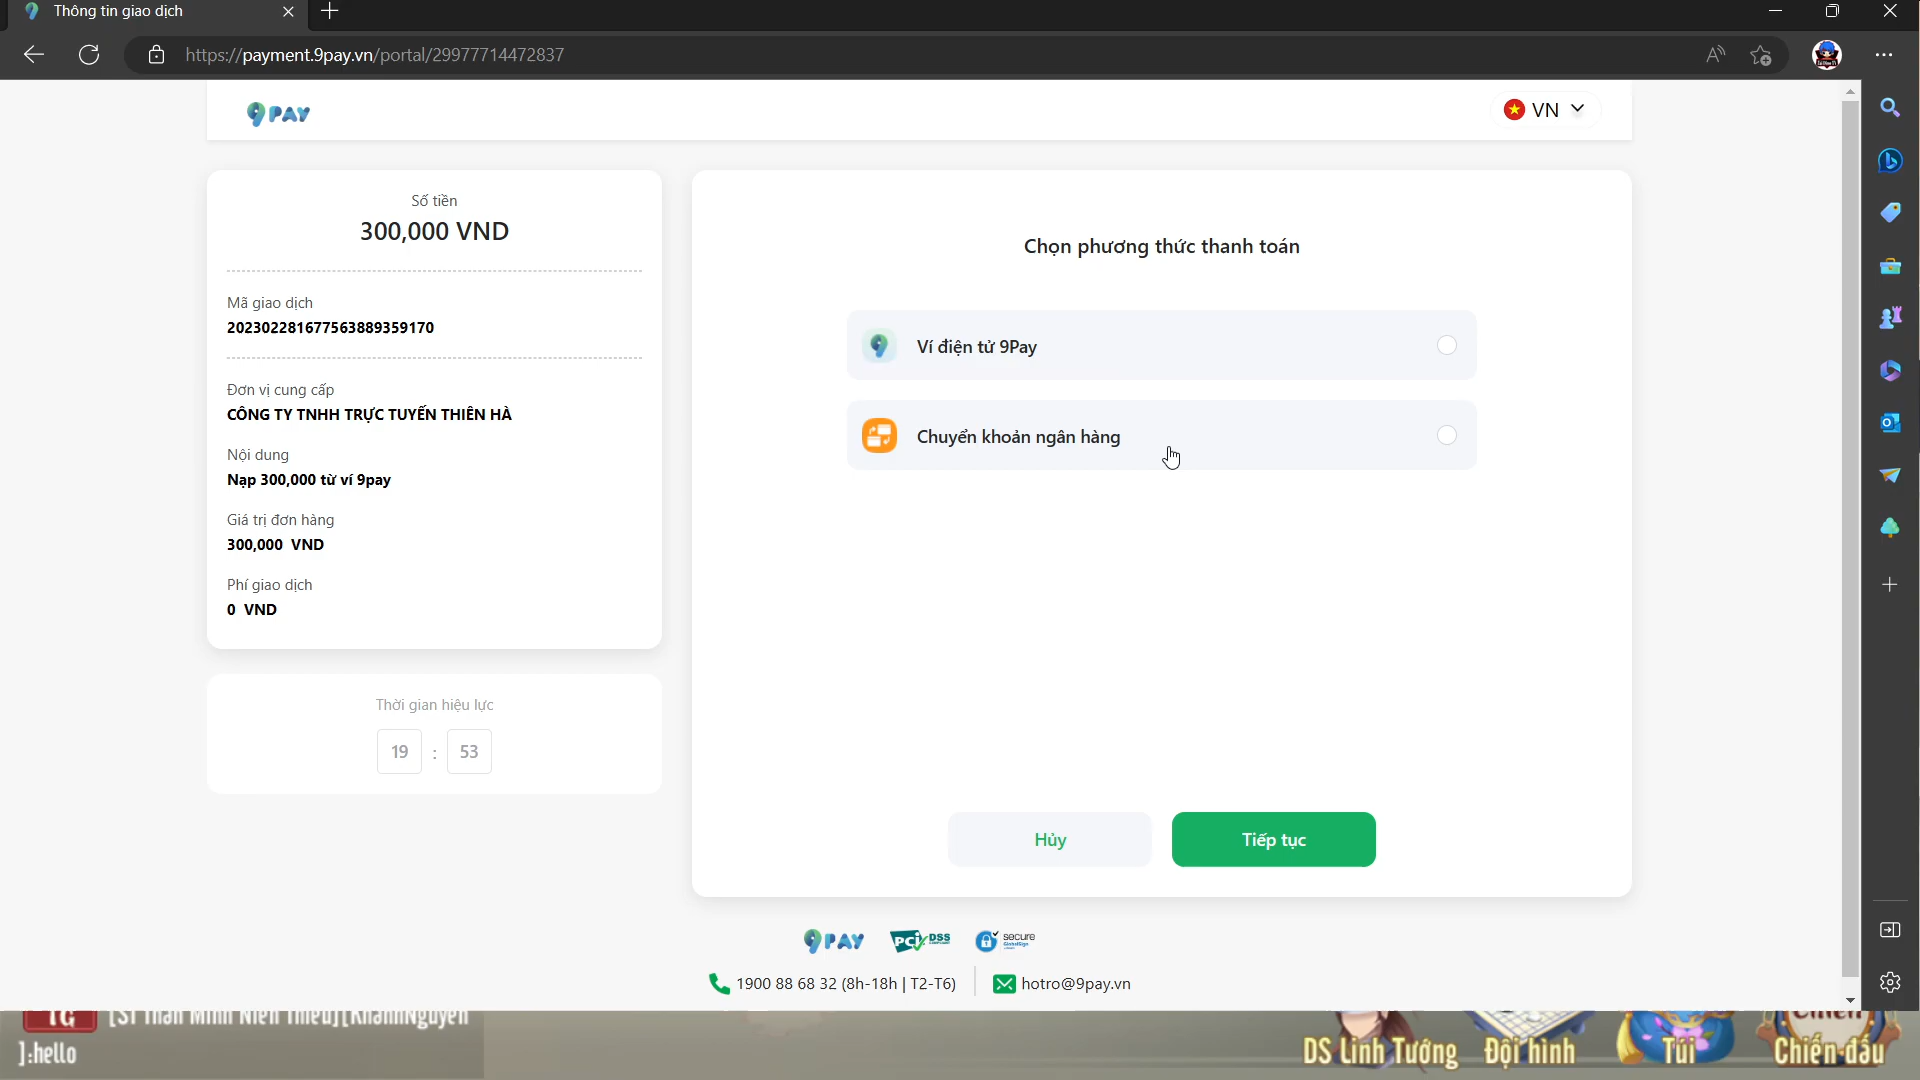 Thông tin giao dịch
https://payment.9pay.vn/portal/29977714472837
9PAY
VN
Số tiền
300,000 VND
Mã giao dịch
202302281677563889359170
Đơn vị cung cấp
CÔNG TY TNHH TRỰC TUYẾN THIÊN HÀ
Nội dung
Nạp 300,000 từ ví 9pay
Giá trị đơn hàng
300,000 VND
Phí giao dịch
0 VND
Thời gian hiệu lực
19 : 53
Chọn phương thức thanh toán
Ví điện tử 9Pay
Chuyển khoản ngân hàng
Hủy
Tiếp tục
9PAY PCI DSS secure GlobalSign
1900 88 68 32 (8h-18h | T2-T6)
hotro@9pay.vn
TG
]:hello
DS Linh Tướng
Đội hình
Túi
Chiến đấu